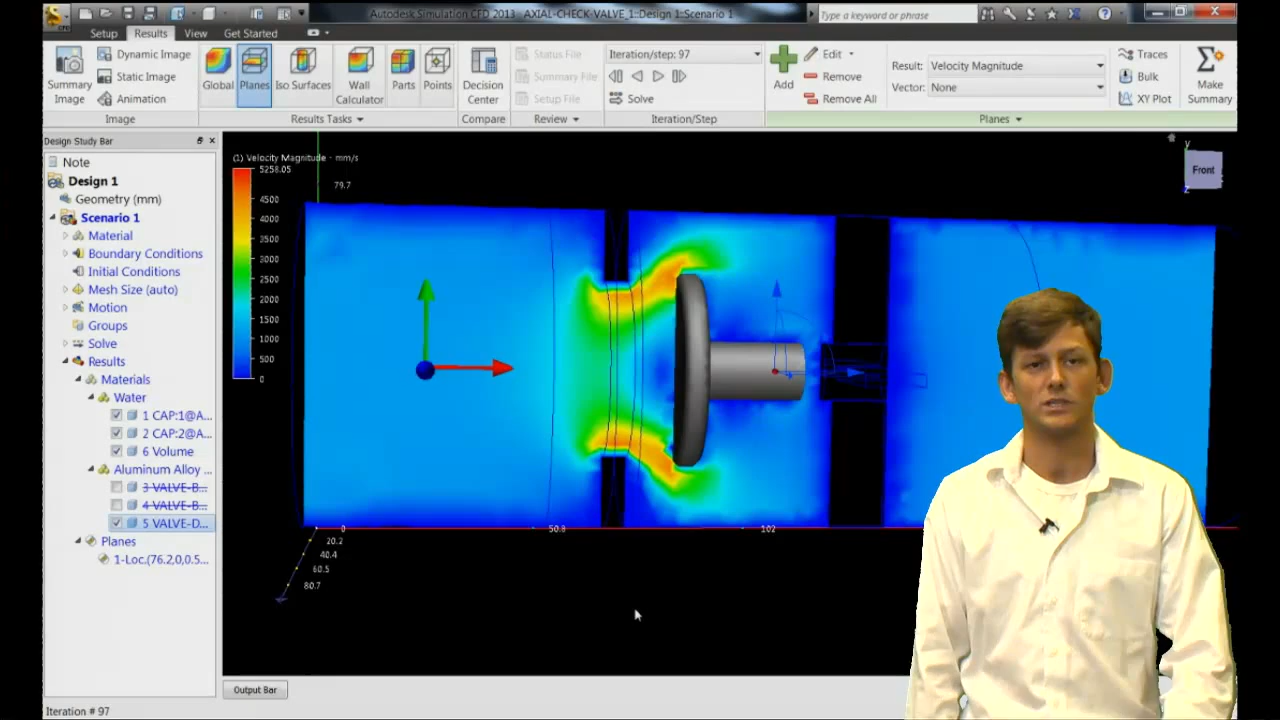 Autodesk Simulation CFD 2013 - AXIAL-CHECK-VALVE_1::Design 1::Scenario 1
Type a keyword or phrase
Setup Results View Get Started
Summary Image
Dynamic Image
Static Image
Animation
Image
Global
Planes
Iso Surfaces
Wall Calculator
Parts
Points
Results Tasks
Decision Center
Compare
Status File
Summary File
Setup File
Review
Iteration/step: 97
Solve
Iteration/Step
Add
Edit
Remove
Remove All
Result: Velocity Magnitude
Vector: None
Planes
Traces
Bulk
XY Plot
Make Summary
Design Study Bar
Note
Design 1
Geometry (mm)
Scenario 1
Material
Boundary Conditions
Initial Conditions
Mesh Size (auto)
Motion
Groups
Solve
Results
Materials
Water
1 CAP:1@A...
2 CAP:2@A...
6 Volume
Aluminum Alloy ...
3 VALVE-B...
4 VALVE-B...
5 VALVE-D...
Planes
1-Loc.(76.2,0,0.5...
(1) Velocity Magnitude - mm/s
5258.05
4500
4000
3500
3000
2500
2000
1500
1000
500
0
79.7
y
Front
z
0
50.8
102
20.2
40.4
60.5
80.7
Output Bar
Iteration # 97